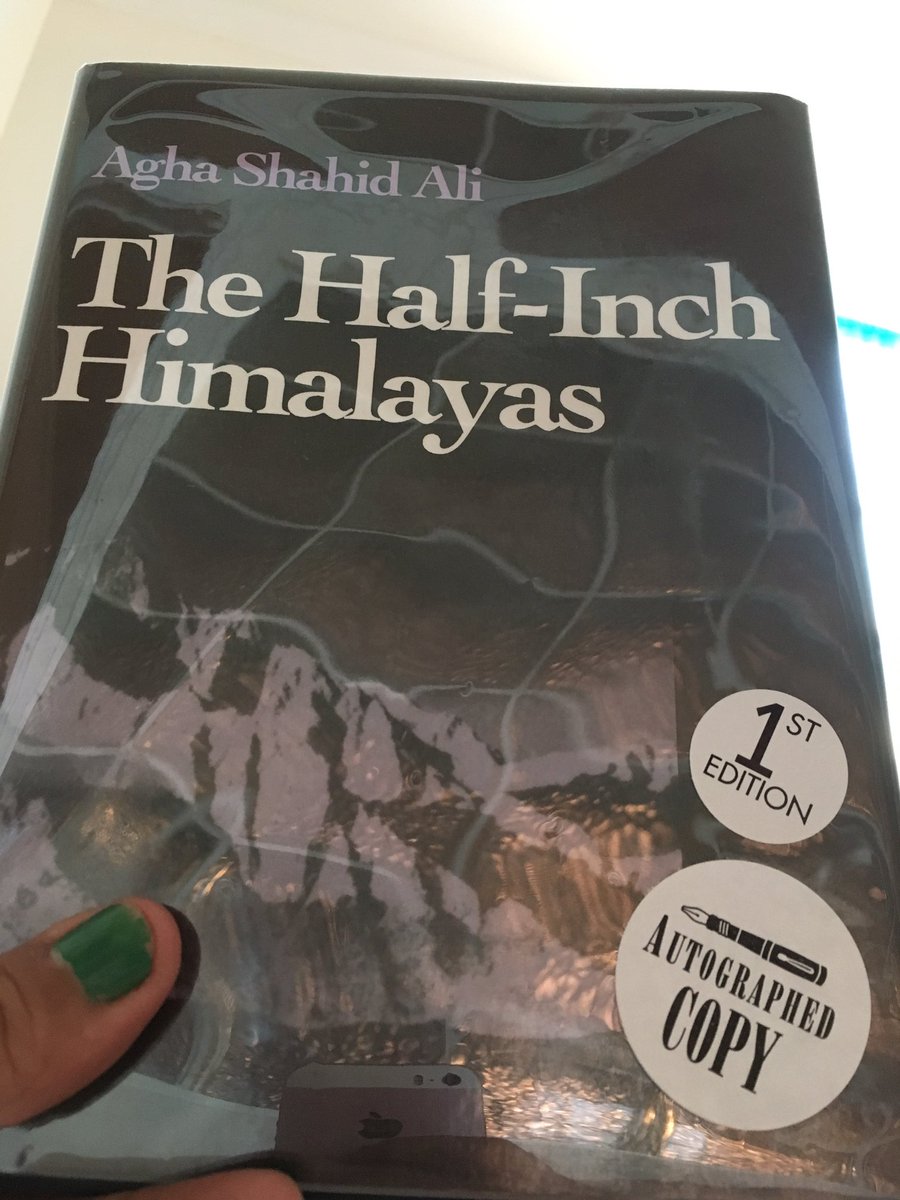 Agha Shahid Ali
The Half-Inch
Himalayas
1ST
EDITION
AUTOGRAPHED
COPY